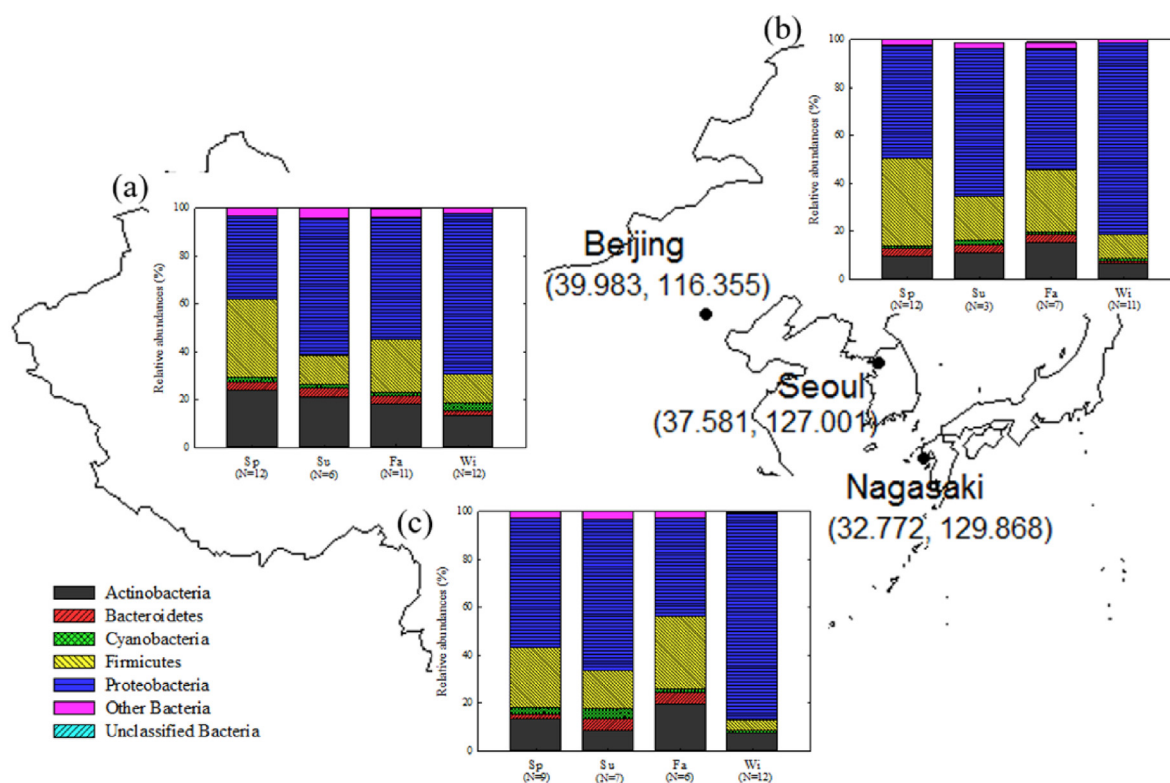 (a)
Relative abundances (%)
100
80
60
40
20
0
Sp
(N=12)
Su
(N=6)
Fa
(N=11)
Wi
(N=12)
(b)
Relative abundances (%)
100
80
60
40
20
0
Sp
(N=12)
Su
(N=3)
Fa
(N=7)
Wi
(N=11)
Beijing
(39.983, 116.355)
Seoul
(37.581, 127.001)
Nagasaki
(32.772, 129.868)
(c)
Relative abundances (%)
100
80
60
40
20
0
Sp
(N=9)
Su
(N=7)
Fa
(N=6)
Wi
(N=12)
Actinobacteria
Bacteroidetes
Cyanobacteria
Firmicutes
Proteobacteria
Other Bacteria
Unclassified Bacteria